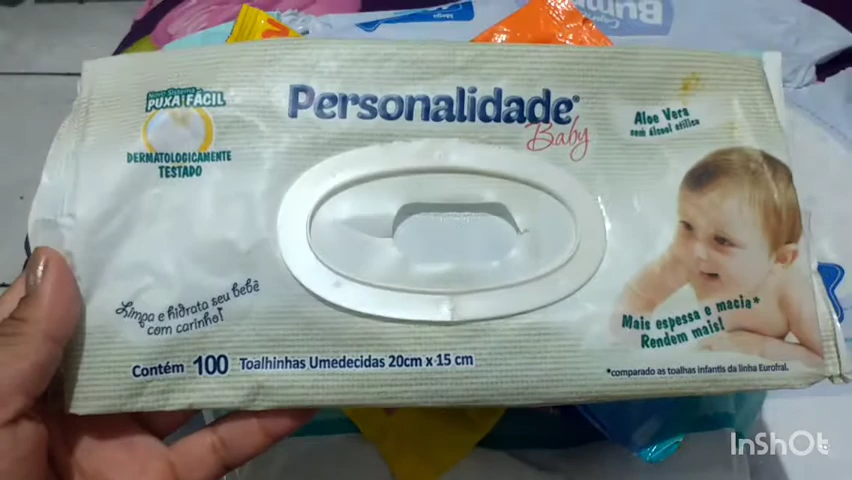 Bum
Novo Sistema
PUXA FÁCIL
DERMATOLOGICAMENTE
TESTADO
Personalidade®
Baby
Aloe Vera
sem álcool etílico
Limpa e hidrata seu bebê
com carinho!
Mais espessa e macia*
Rendem mais!
Contém 100 Toalhinhas Umedecidas 20cm x 15 cm
*comparado as toalhas infantis da linha Eurofral.
InShOt